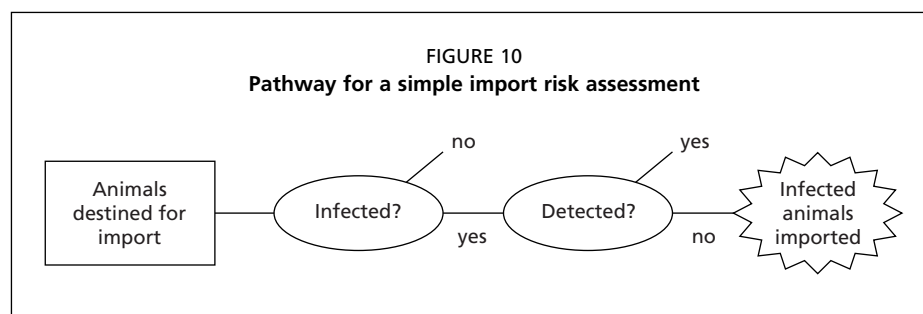 FIGURE 10
Pathway for a simple import risk assessment
no
yes
Animals
destined for
import
Infected?
yes
Detected?
no
Infected
animals
imported